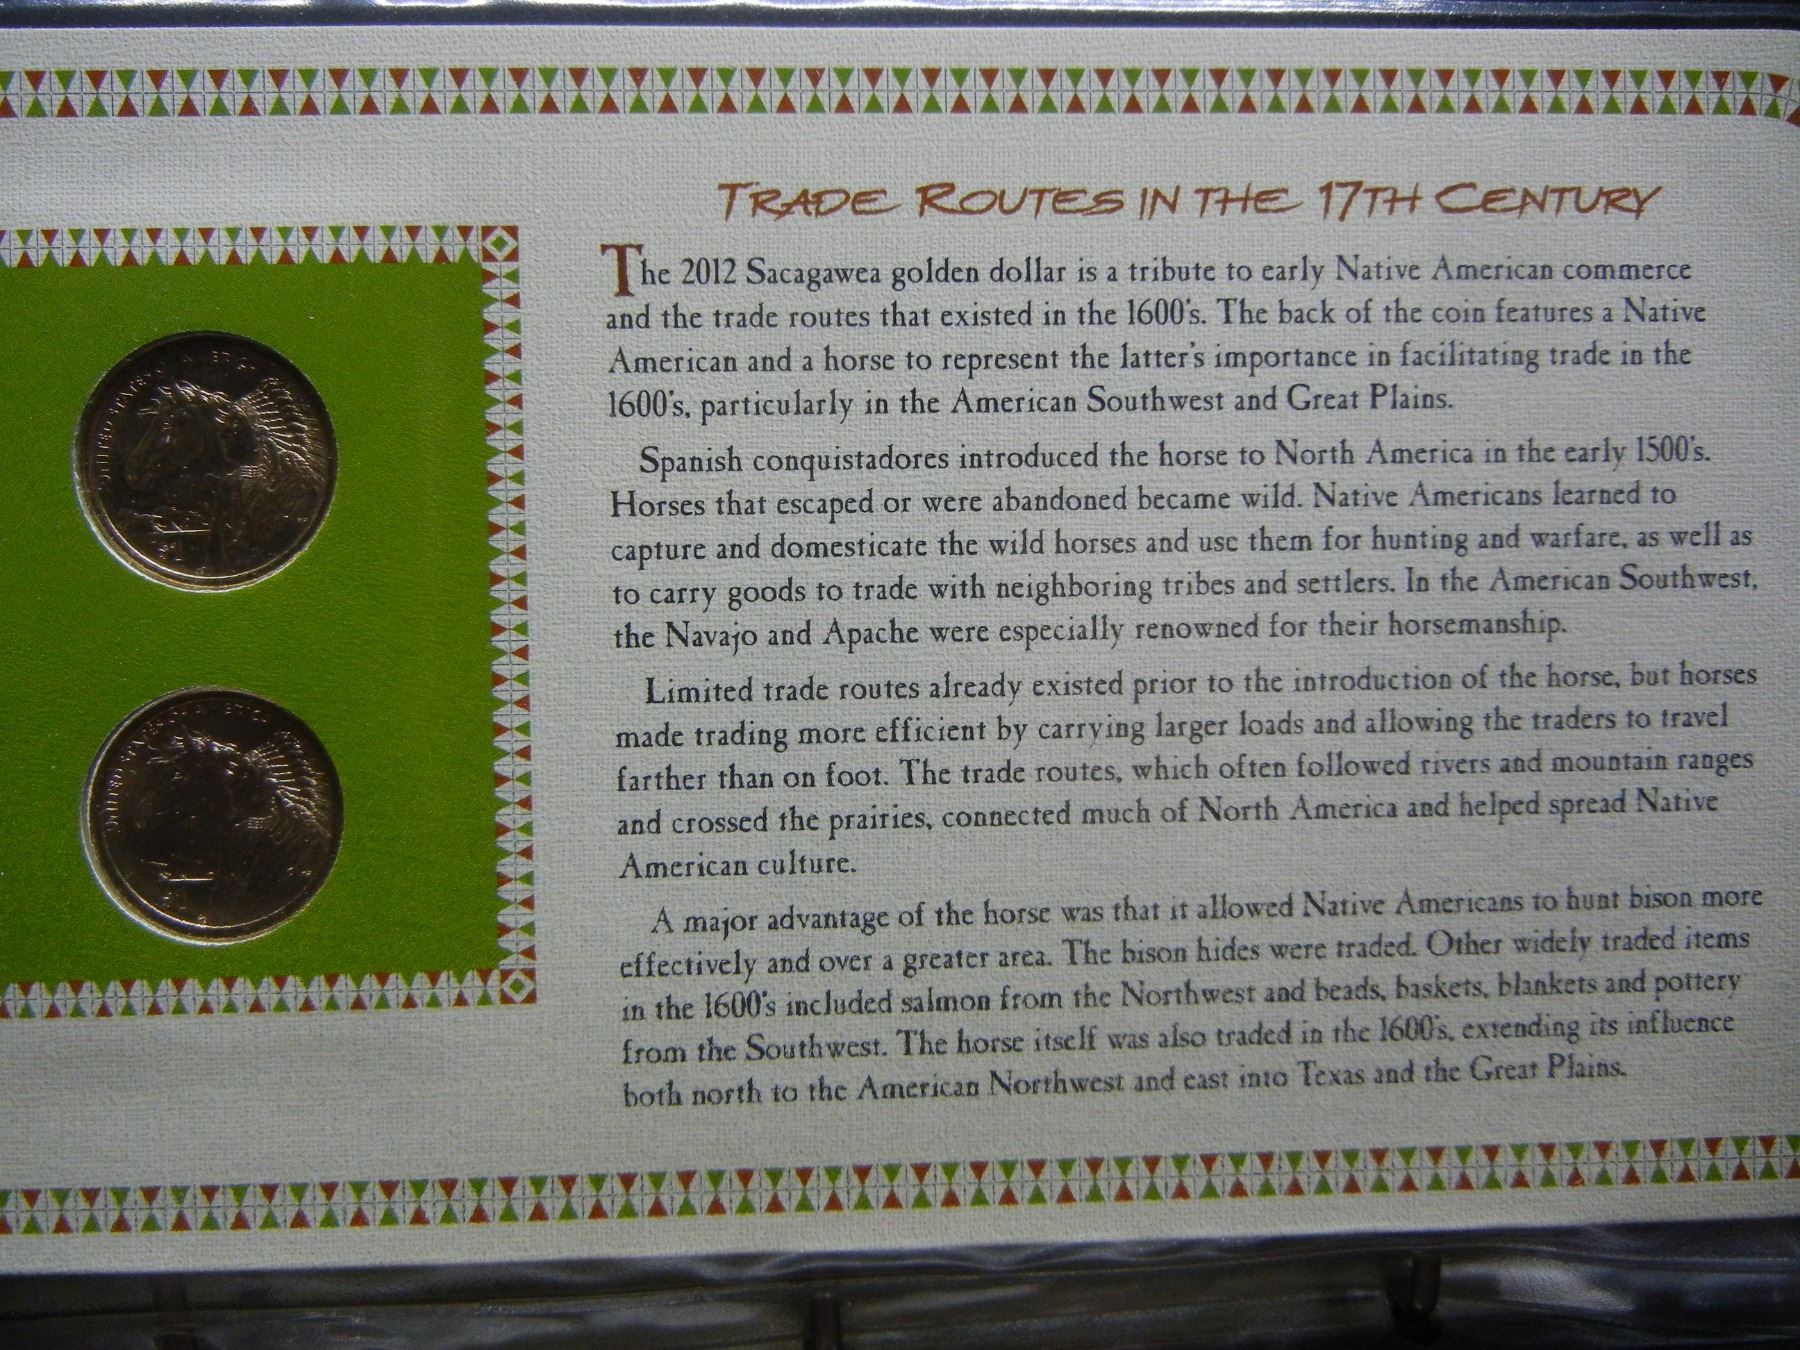 TRADE ROUTES IN THE 17TH CENTURY
The 2012 Sacagawea golden dollar is a tribute to early Native American commerce
and the trade routes that existed in the 1600's. The back of the coin features a Native
American and a horse to represent the latter's importance in facilitating trade in the
1600's, particularly in the American Southwest and Great Plains.
Spanish conquistadores introduced the horse to North America in the early 1500's.
Horses that escaped or were abandoned became wild. Native Americans learned to
capture and domesticate the wild horses and use them for hunting and warfare, as well as
to carry goods to trade with neighboring tribes and settlers. In the American Southwest,
the Navajo and Apache were especially renowned for their horsemanship.
Limited trade routes already existed prior to the introduction of the horse, but horses
made trading more efficient by carrying larger loads and allowing the traders to travel
farther than on foot. The trade routes, which often followed rivers and mountain ranges
and crossed the prairies, connected much of North America and helped spread Native
American culture.
A major advantage of the horse was that it allowed Native Americans to hunt bison more
effectively and over a greater area. The bison hides were traded. Other widely traded items
in the 1600's included salmon from the Northwest and beads, baskets, blankets and pottery
from the Southwest. The horse itself was also traded in the 1600's, extending its influence
both north to the American Northwest and east into Texas and the Great Plains.
UNITED STATES OF AMERICA
$1
UNITED STATES OF AMERICA
$1